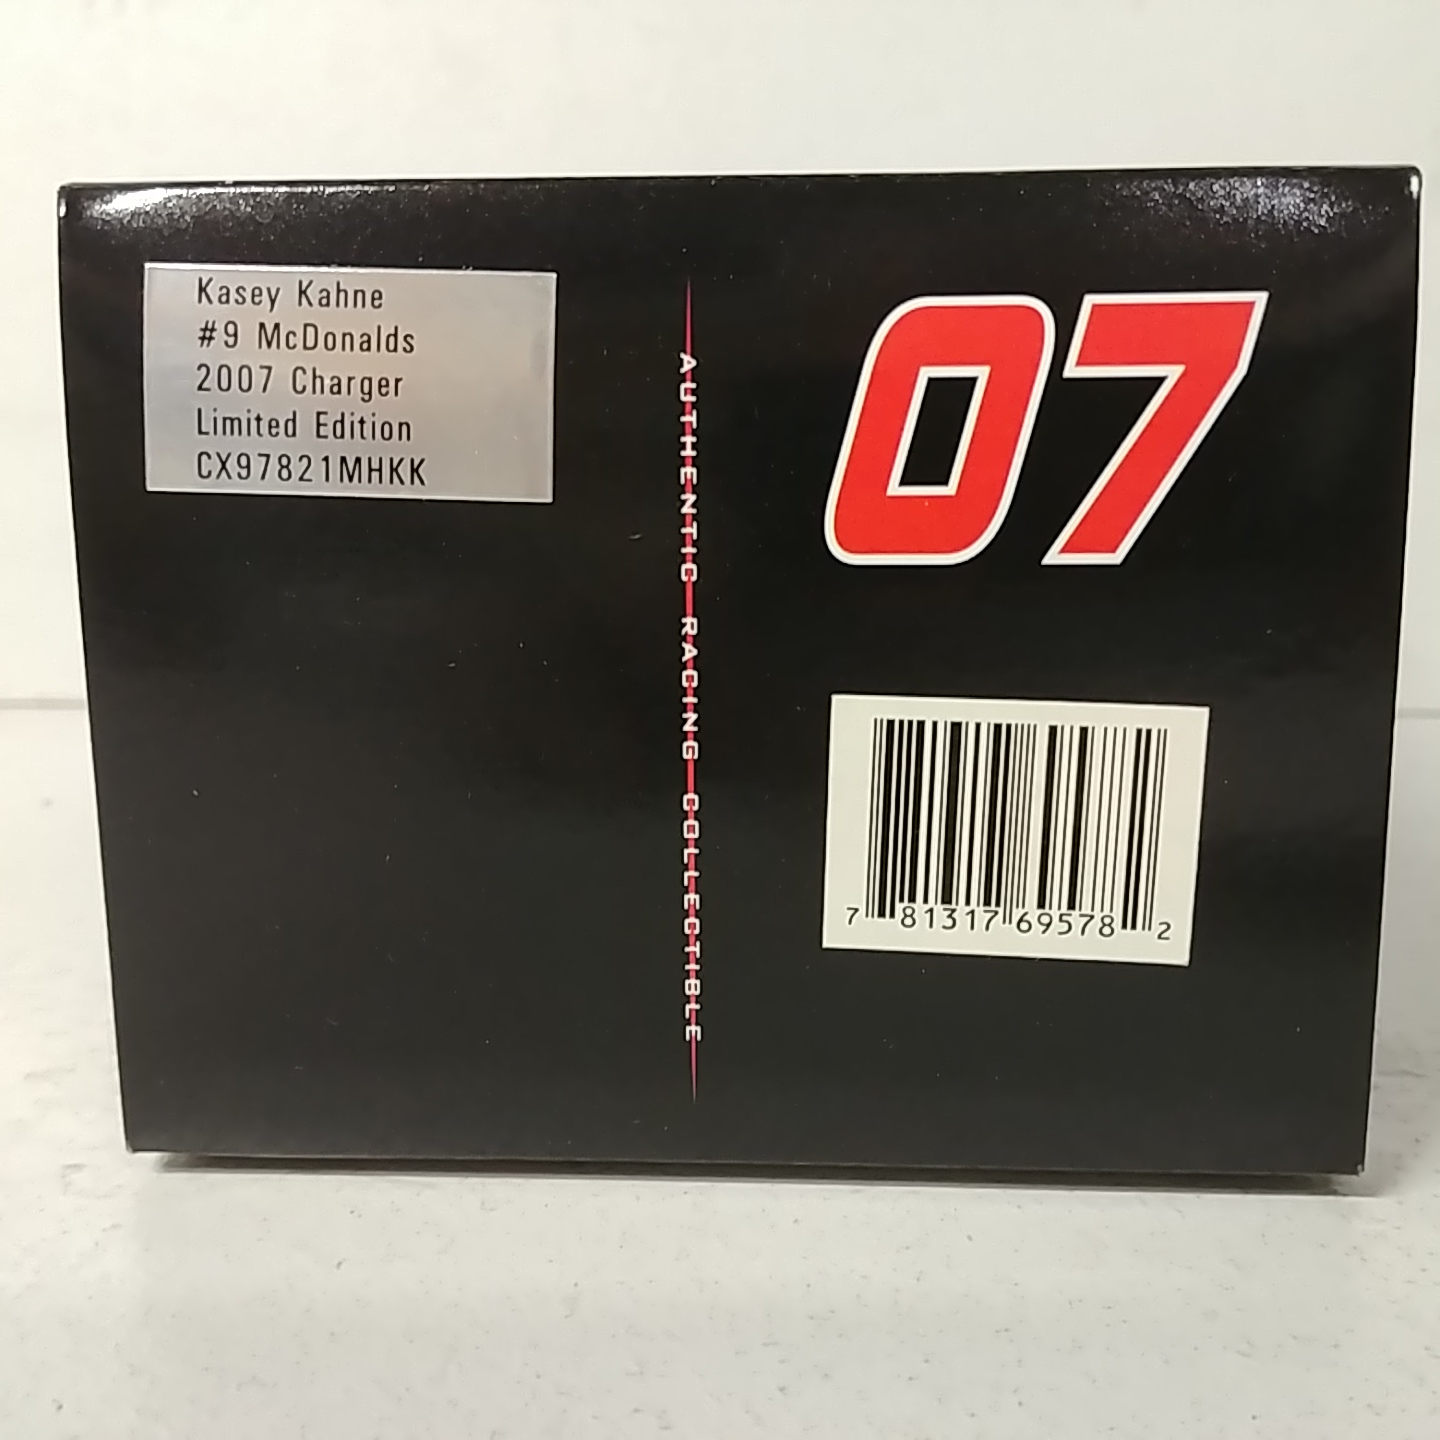 Kasey Kahne
#9 McDonalds
2007 Charger
Limited Edition
CX97821MHKK
AUTHENTIC RACING COLLECTIBLE
07
7 81317 69578 2